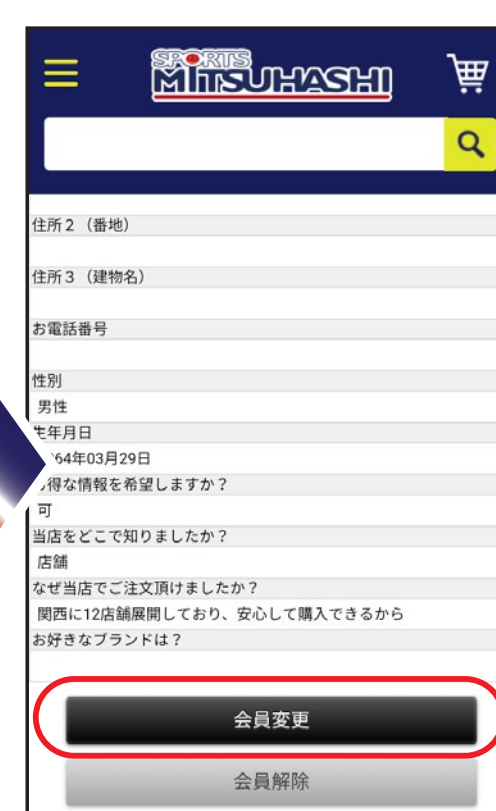 SPORTS
MITSUHASHI
住所2（番地）
住所3（建物名）
お電話番号
性別
男性
生年月日
64年03月29日
得な情報を希望しますか？
可
当店をどこで知りましたか？
店舗
なぜ当店でご注文頂けましたか？
関西に12店舗展開しており、安心して購入できるから
お好きなブランドは？
会員変更
会員解除